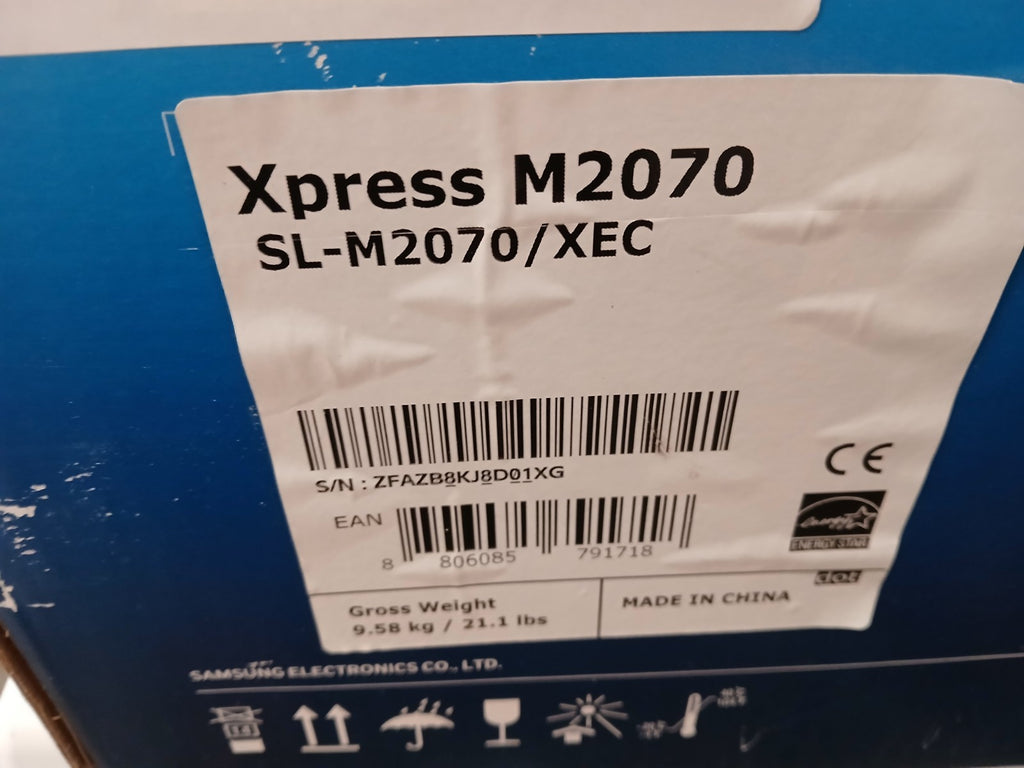 Xpress M2070
SL-M2070/XEC
S/N : ZFAZB8KJ8D01XG
EAN
8 806085 791718
CE
ENERGY STAR
dot
Gross Weight
9.58 kg / 21.1 lbs
MADE IN CHINA
SAMSUNG ELECTRONICS CO., LTD.